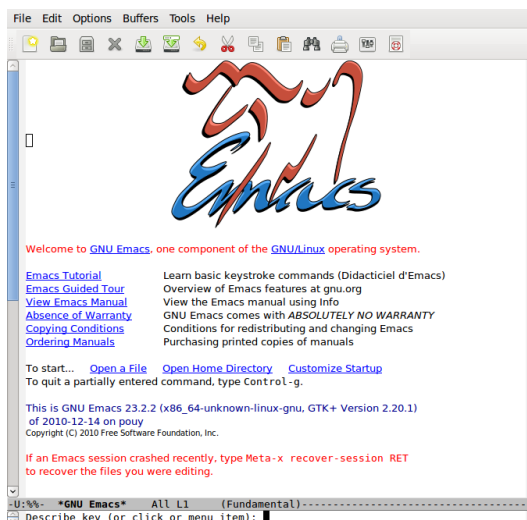 File Edit Options Buffers Tools Help
Emacs
Welcome to GNU Emacs, one component of the GNU/Linux operating system.
Emacs Tutorial Learn basic keystroke commands (Didacticiel d'Emacs)
Emacs Guided Tour Overview of Emacs features at gnu.org
View Emacs Manual View the Emacs manual using Info
Absence of Warranty GNU Emacs comes with ABSOLUTELY NO WARRANTY
Copying Conditions Conditions for redistributing and changing Emacs
Ordering Manuals Purchasing printed copies of manuals
To start... Open a File Open Home Directory Customize Startup
To quit a partially entered command, type Control-g.
This is GNU Emacs 23.2.2 (x86_64-unknown-linux-gnu, GTK+ Version 2.20.1)
of 2010-12-14 on pouy
Copyright (C) 2010 Free Software Foundation, Inc.
If an Emacs session crashed recently, type Meta-x recover-session RET
to recover the files you were editing.
-U:%%- *GNU Emacs* All L1 (Fundamental)-----------------------------------
Describe key (or click or menu item):